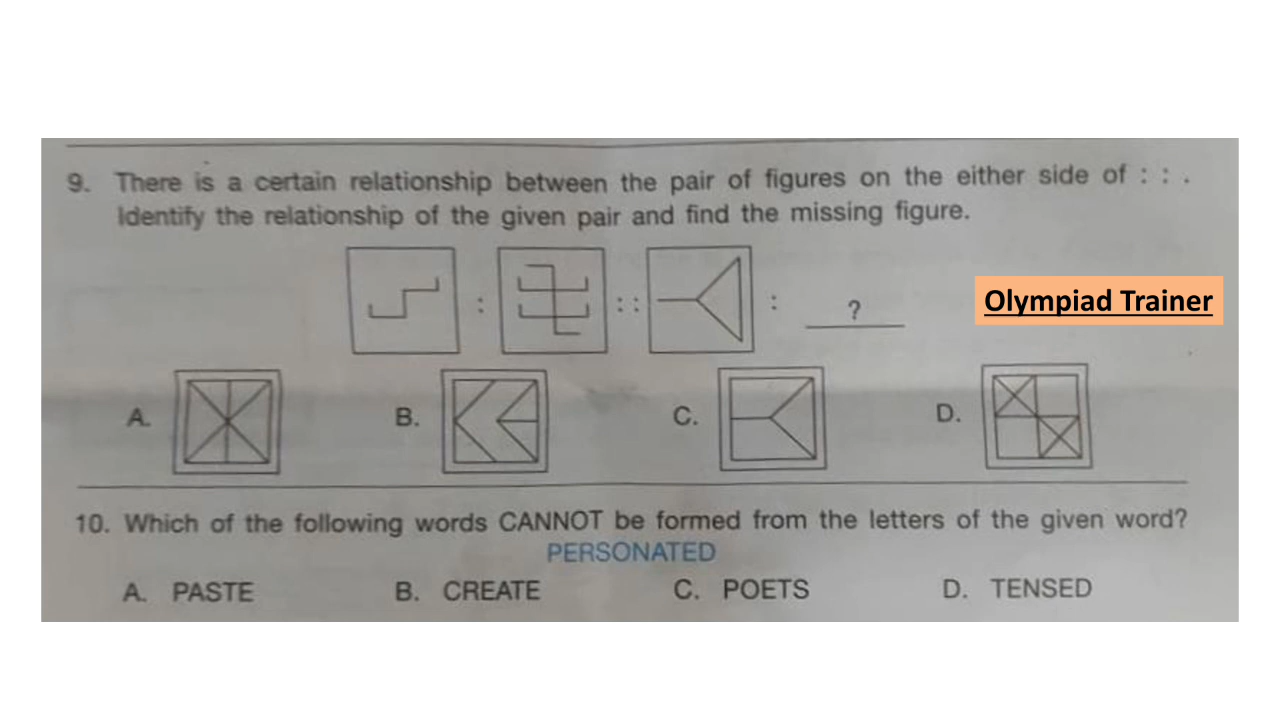 9. There is a certain relationship between the pair of figures on the either side of : : .
Identify the relationship of the given pair and find the missing figure.
: : : : ?
Olympiad Trainer
A. B. C. D.
10. Which of the following words CANNOT be formed from the letters of the given word?
PERSONATED
A. PASTE B. CREATE C. POETS D. TENSED